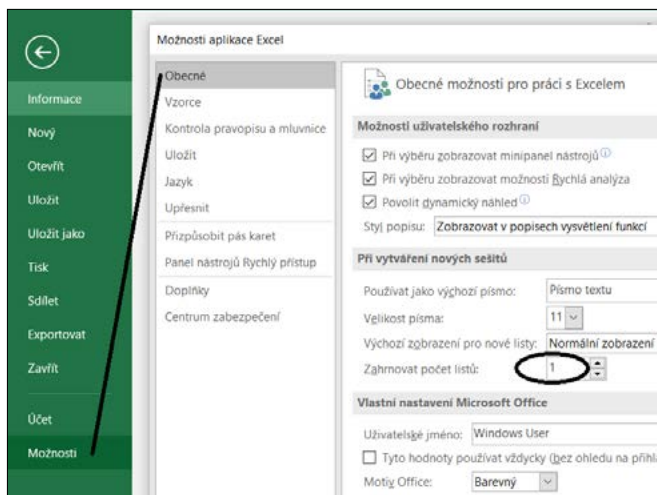 Možnosti aplikace Excel
Informace
Nový
Otevřít
Uložit
Uložit jako
Tisk
Sdílet
Exportovat
Zavřít
Účet
Možnosti
Obecné
Vzorce
Kontrola pravopisu a mluvnice
Uložit
Jazyk
Upřesnit
Přizpůsobit pás karet
Panel nástrojů Rychlý přístup
Doplňky
Centrum zabezpečení
Obecné možnosti pro práci s Excelem
Možnosti uživatelského rozhraní
Při výběru zobrazovat minipanel nástrojů
Při výběru zobrazovat možnosti Rychlá analýza
Povolit dynamický náhled
Styl popisu: Zobrazovat v popisech vysvětlení funkcí
Při vytváření nových sešitů
Používat jako výchozí písmo: Písmo textu
Velikost písma: 11
Výchozí zobrazení pro nové listy: Normální zobrazení
Zahrnovat počet listů: 1
Vlastní nastavení Microsoft Office
Uživatelské jméno: Windows User
Tyto hodnoty používat vždycky (bez ohledu na přihl
Motiv Office: Barevný